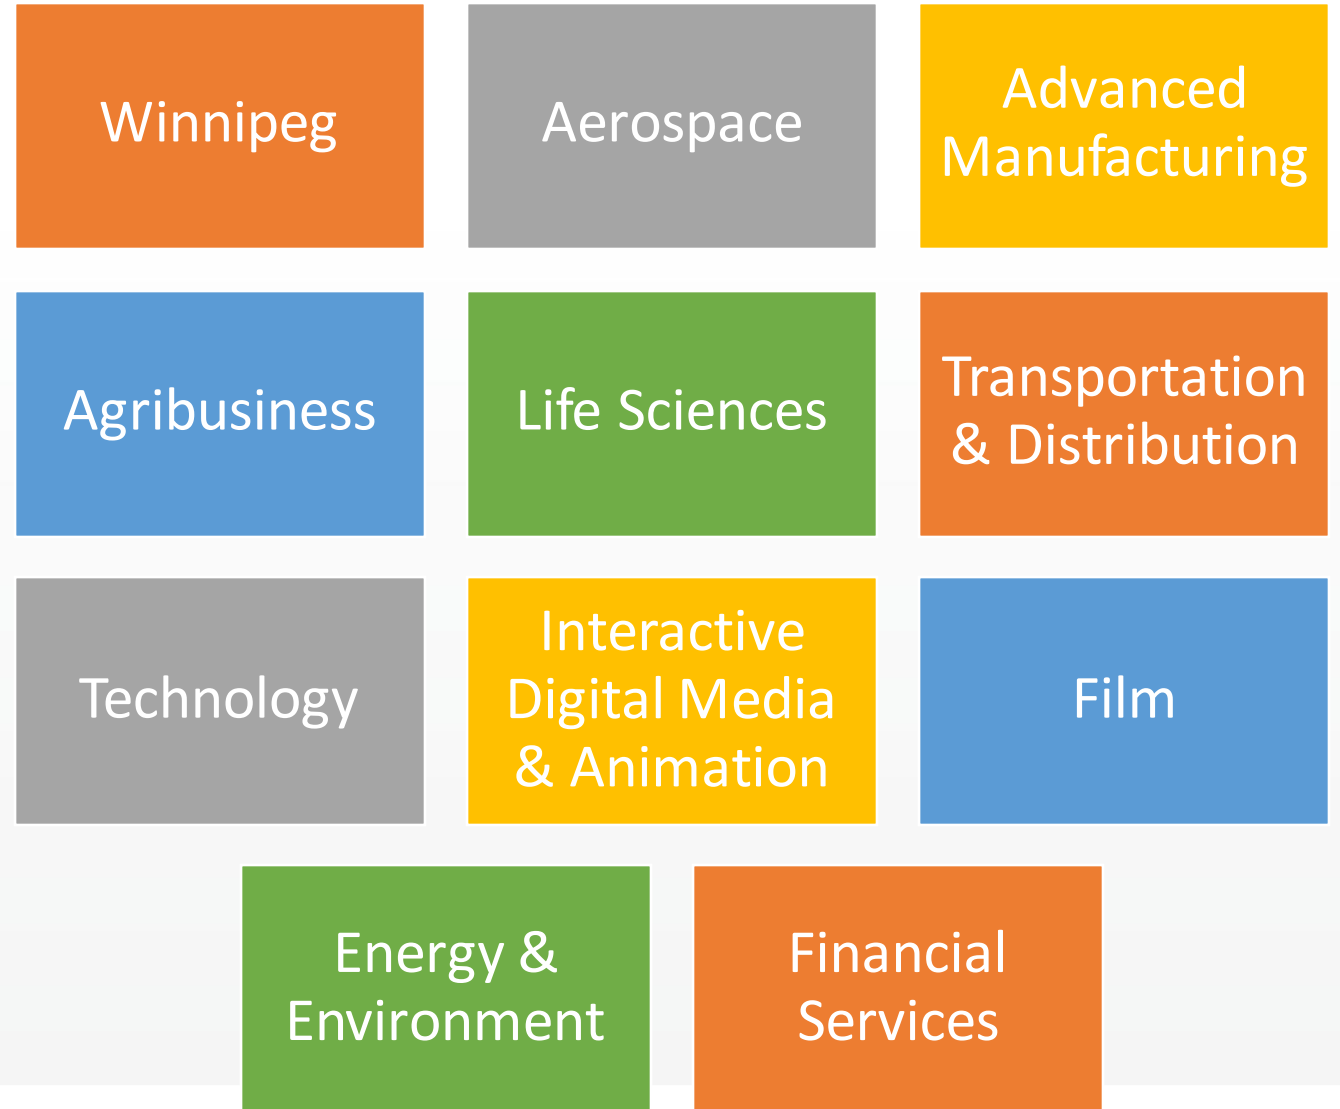 Winnipeg
Aerospace
Advanced
Manufacturing
Agribusiness
Life Sciences
Transportation
& Distribution
Technology
Interactive
Digital Media
& Animation
Film
Energy &
Environment
Financial
Services